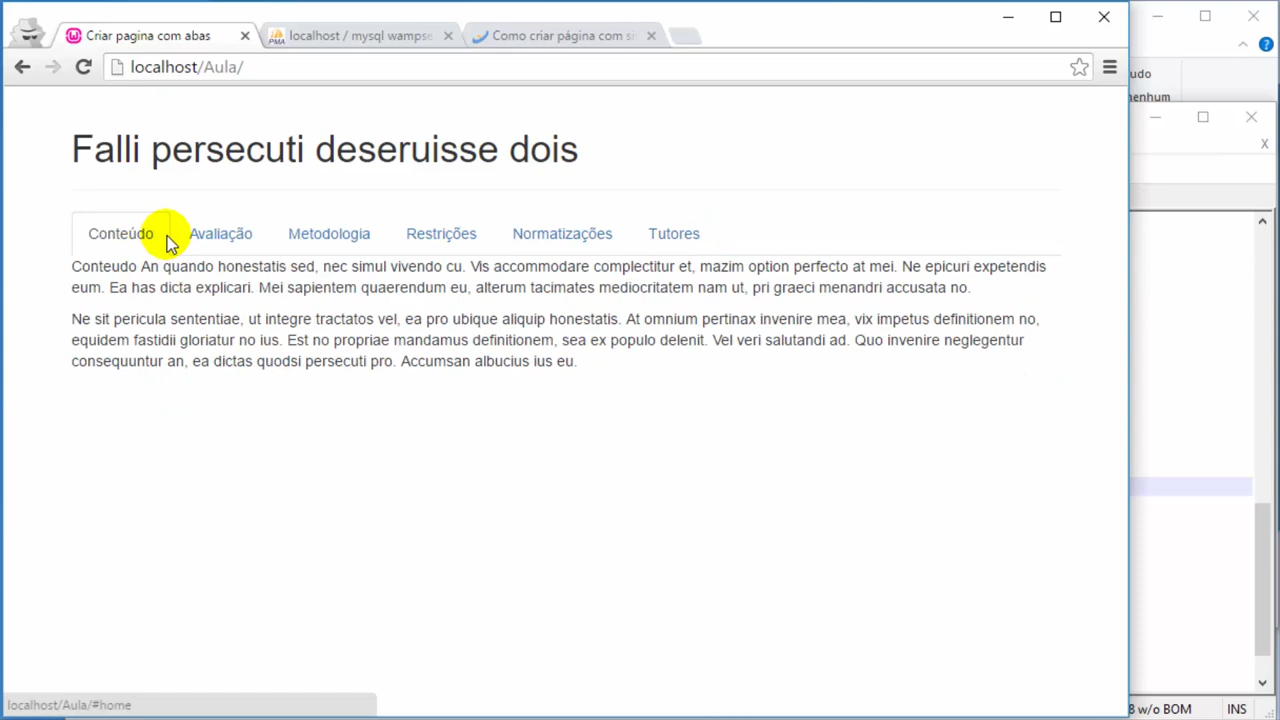 Criar pagina com abas
localhost / mysql wampse
Como criar página com si
localhost/Aula/
Falli persecuti deseruisse dois
Conteúdo Avaliação Metodologia Restrições Normatizações Tutores
Conteudo An quando honestatis sed, nec simul vivendo cu. Vis accommodare complectitur et, mazim option perfecto at mei. Ne epicuri expetendis
eum. Ea has dicta explicari. Mei sapientem quaerendum eu, alterum tacimates mediocritatem nam ut, pri graeci menandri accusata no.
Ne sit pericula sententiae, ut integre tractatos vel, ea pro ubique aliquip honestatis. At omnium pertinax invenire mea, vix impetus definitionem no,
equidem fastidii gloriatur no ius. Est no propriae mandamus definitionem, sea ex populo delenit. Vel veri salutandi ad. Quo invenire neglegentur
consequuntur an, ea dictas quodsi persecuti pro. Accumsan albucius ius eu.
localhost/Aula/#home
udo
nenhum
X
8 w/o BOM INS
PMA